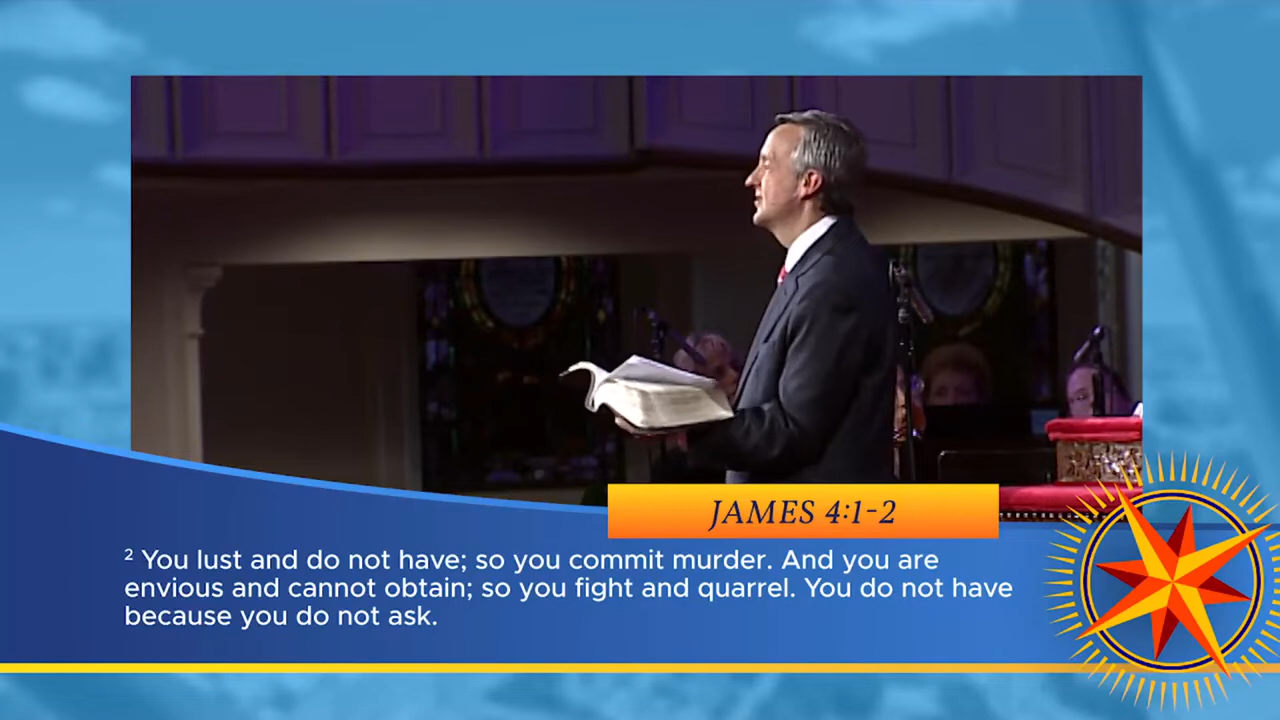 JAMES 4:1-2
² You lust and do not have; so you commit murder. And you are
envious and cannot obtain; so you fight and quarrel. You do not have
because you do not ask.